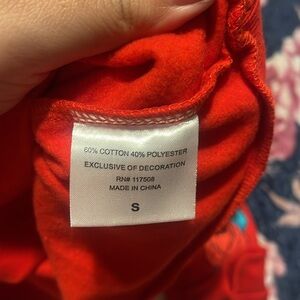 60% COTTON 40% POLYESTER
EXCLUSIVE OF DECORATION
RN# 117508
MADE IN CHINA
S